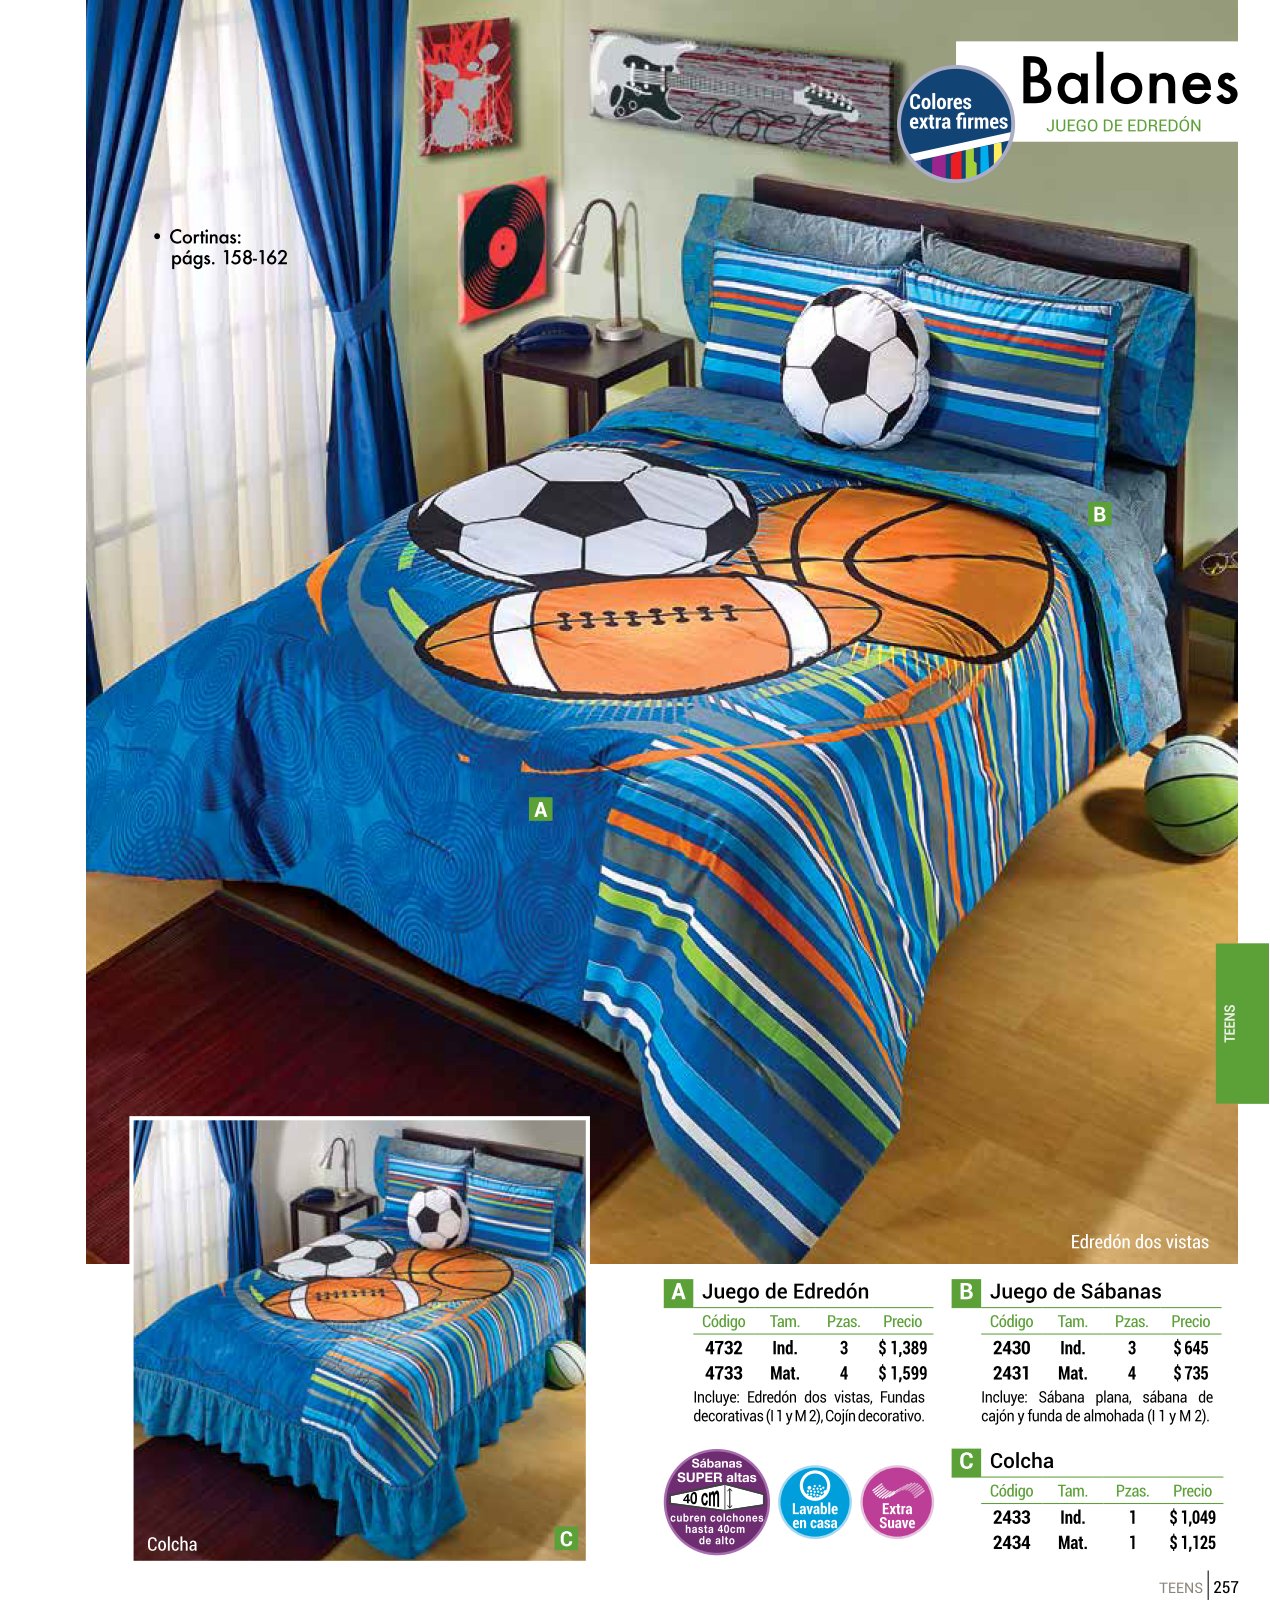 Balones
JUEGO DE EDREDÓN
Colores
extra firmes
• Cortinas:
págs. 158-162
ROCK
B
A
TEENS
Edredón dos vistas
Colcha
C
A Juego de Edredón
Código Tam. Pzas. Precio
4732 Ind. 3 $ 1,389
4733 Mat. 4 $ 1,599
Incluye: Edredón dos vistas, Fundas
decorativas (I 1 y M 2), Cojín decorativo.
B Juego de Sábanas
Código Tam. Pzas. Precio
2430 Ind. 3 $ 645
2431 Mat. 4 $ 735
Incluye: Sábana plana, sábana de
cajón y funda de almohada (I 1 y M 2).
Sábanas
SUPER altas
40 cm
cubren colchones
hasta 40cm
de alto
Lavable
en casa
Extra
Suave
C Colcha
Código Tam. Pzas. Precio
2433 Ind. 1 $ 1,049
2434 Mat. 1 $ 1,125
TEENS 257